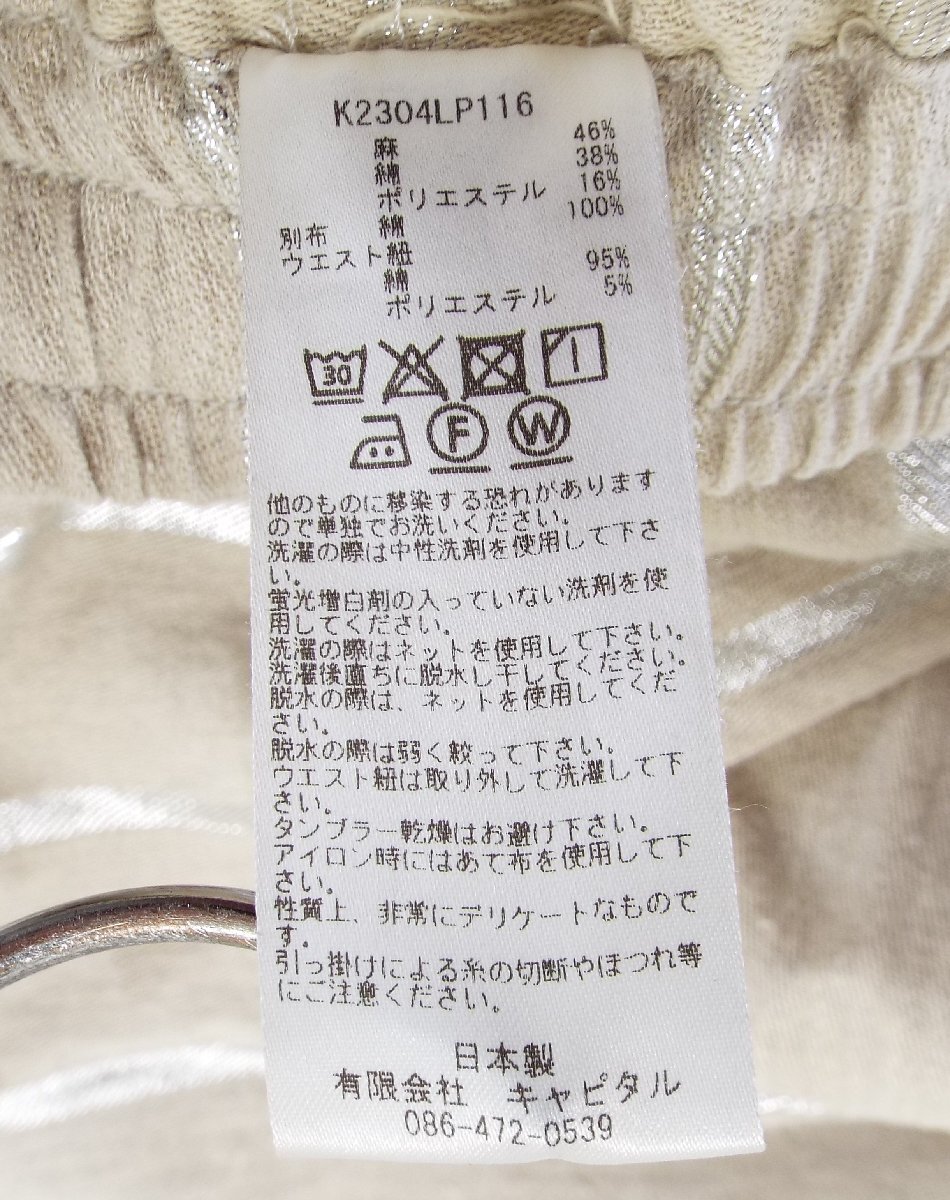 K2304LP116
麻 46%
綿 38%
ポリエステル 16%
別布 綿 100%
ウエスト紐
綿 95%
ポリエステル 5%
30
F W
他のものに移染する恐れがあります
ので単独でお洗いください。
洗濯の際は中性洗剤を使用して下さ
い。
蛍光増白剤の入っていない洗剤を使
用してください。
洗濯の際はネットを使用して下さい。
洗濯後直ちに脱水し干してください。
脱水の際は、ネットを使用してくだ
さい。
脱水の際は弱く絞って下さい。
ウエスト紐は取り外して洗濯して下
さい。
タンブラー乾燥はお避け下さい。
アイロン時にはあて布を使用して下
さい。
性質上、非常にデリケートなもので
す。
引っ掛けによる糸の切断やほつれ等
にご注意ください。
日本製
有限会社 キャピタル
086-472-0539